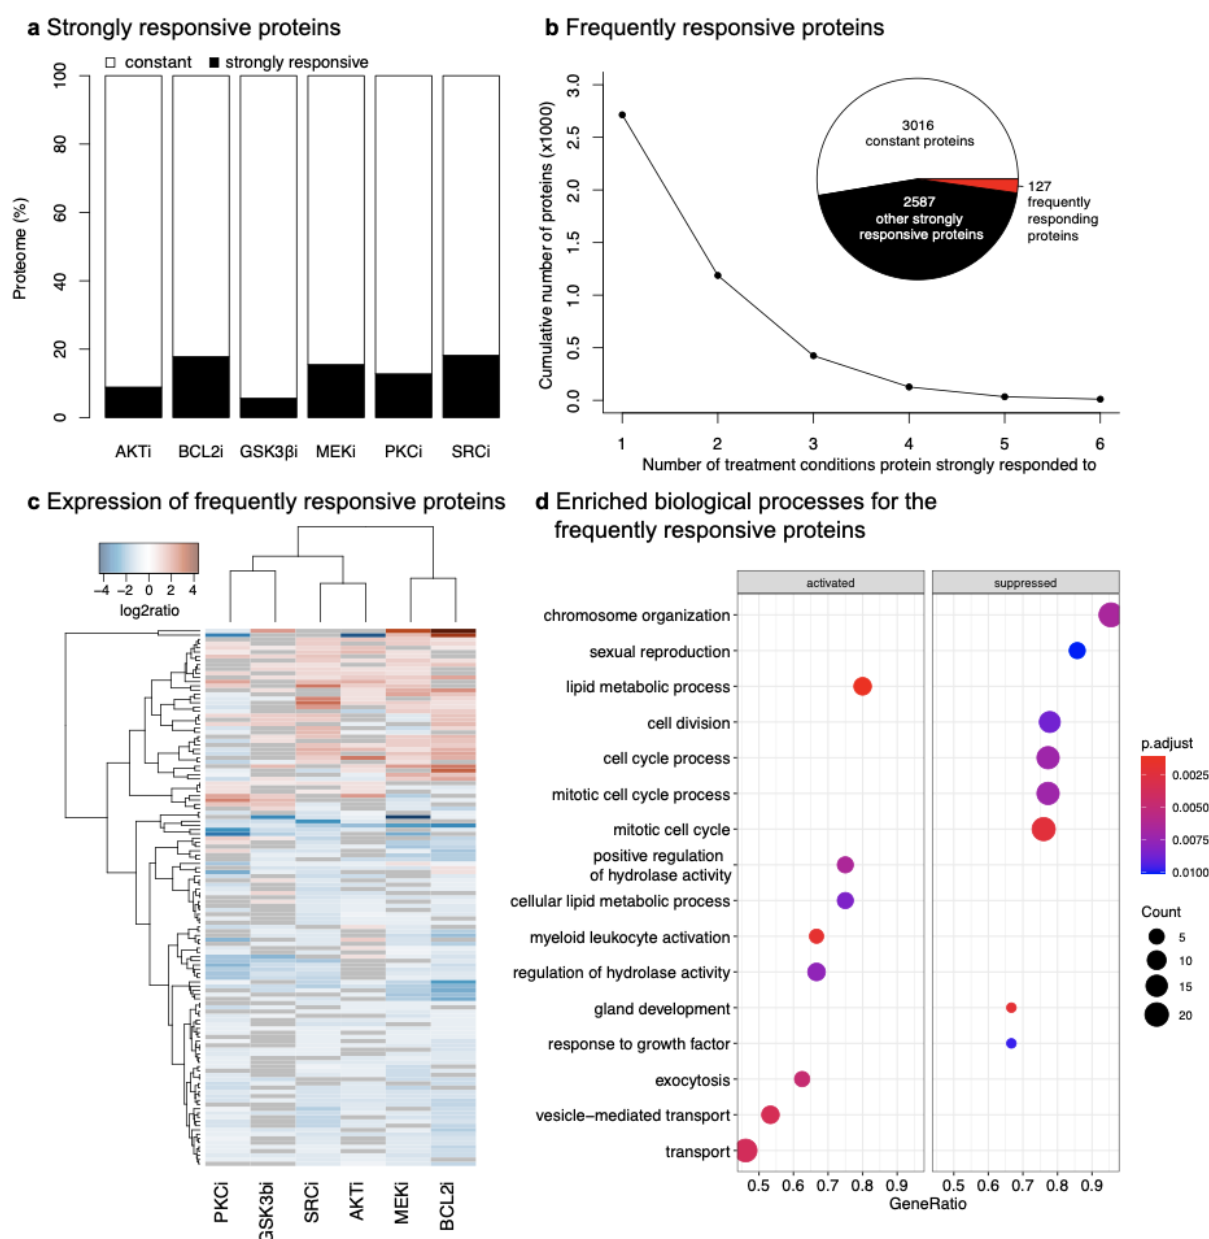 a Strongly responsive proteins
constant strongly responsive
Proteome (%)
100
80
60
40
20
0
AKTi BCL2i GSK3βi MEKi PKCi SRCi
b Frequently responsive proteins
Cumulative number of proteins (x1000)
3.0
2.5
2.0
1.5
1.0
0.5
0.0
3016
constant proteins
2587
other strongly
responsive proteins
127
frequently
responding
proteins
1 2 3 4 5 6
Number of treatment conditions protein strongly responded to
c Expression of frequently responsive proteins
−4 −2 0 2 4
log2ratio
PKCi GSK3bi SRCi AKTi MEKi BCL2i
d Enriched biological processes for the
frequently responsive proteins
activated suppressed
chromosome organization
sexual reproduction
lipid metabolic process
cell division
cell cycle process
mitotic cell cycle process
mitotic cell cycle
positive regulation
of hydrolase activity
cellular lipid metabolic process
myeloid leukocyte activation
regulation of hydrolase activity
gland development
response to growth factor
exocytosis
vesicle−mediated transport
transport
0.5 0.6 0.7 0.8 0.9 0.5 0.6 0.7 0.8 0.9
GeneRatio
p.adjust
0.0025
0.0050
0.0075
0.0100
Count
5
10
15
20